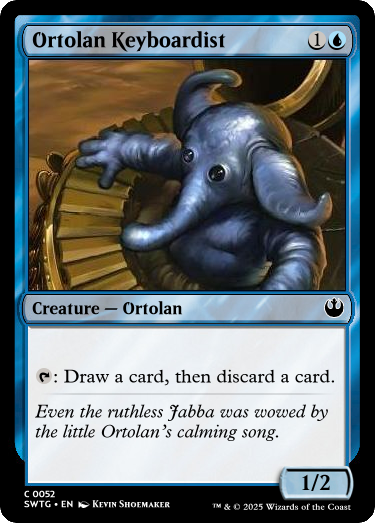 Ortolan Keyboardist 1
Creature — Ortolan
: Draw a card, then discard a card.
Even the ruthless Jabba was wowed by
the little Ortolan's calming song.
1/2
C 0052
SWTG • EN Kevin Shoemaker
™ & © 2025 Wizards of the Coast